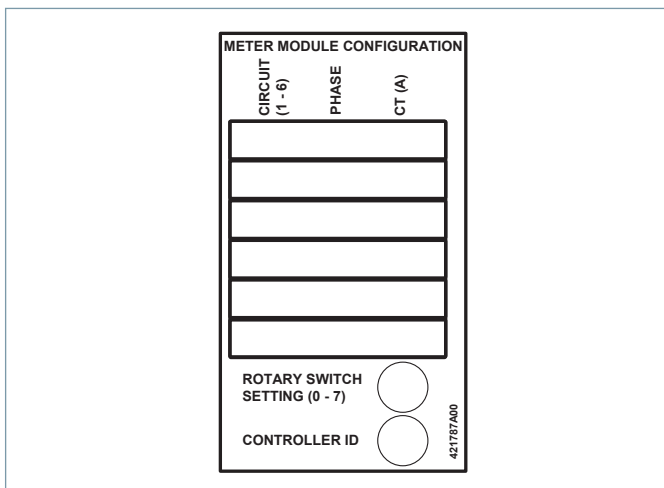 METER MODULE CONFIGURATION
CIRCUIT
(1 - 6)
PHASE
CT (A)
ROTARY SWITCH
SETTING (0 - 7)
CONTROLLER ID
421787A00